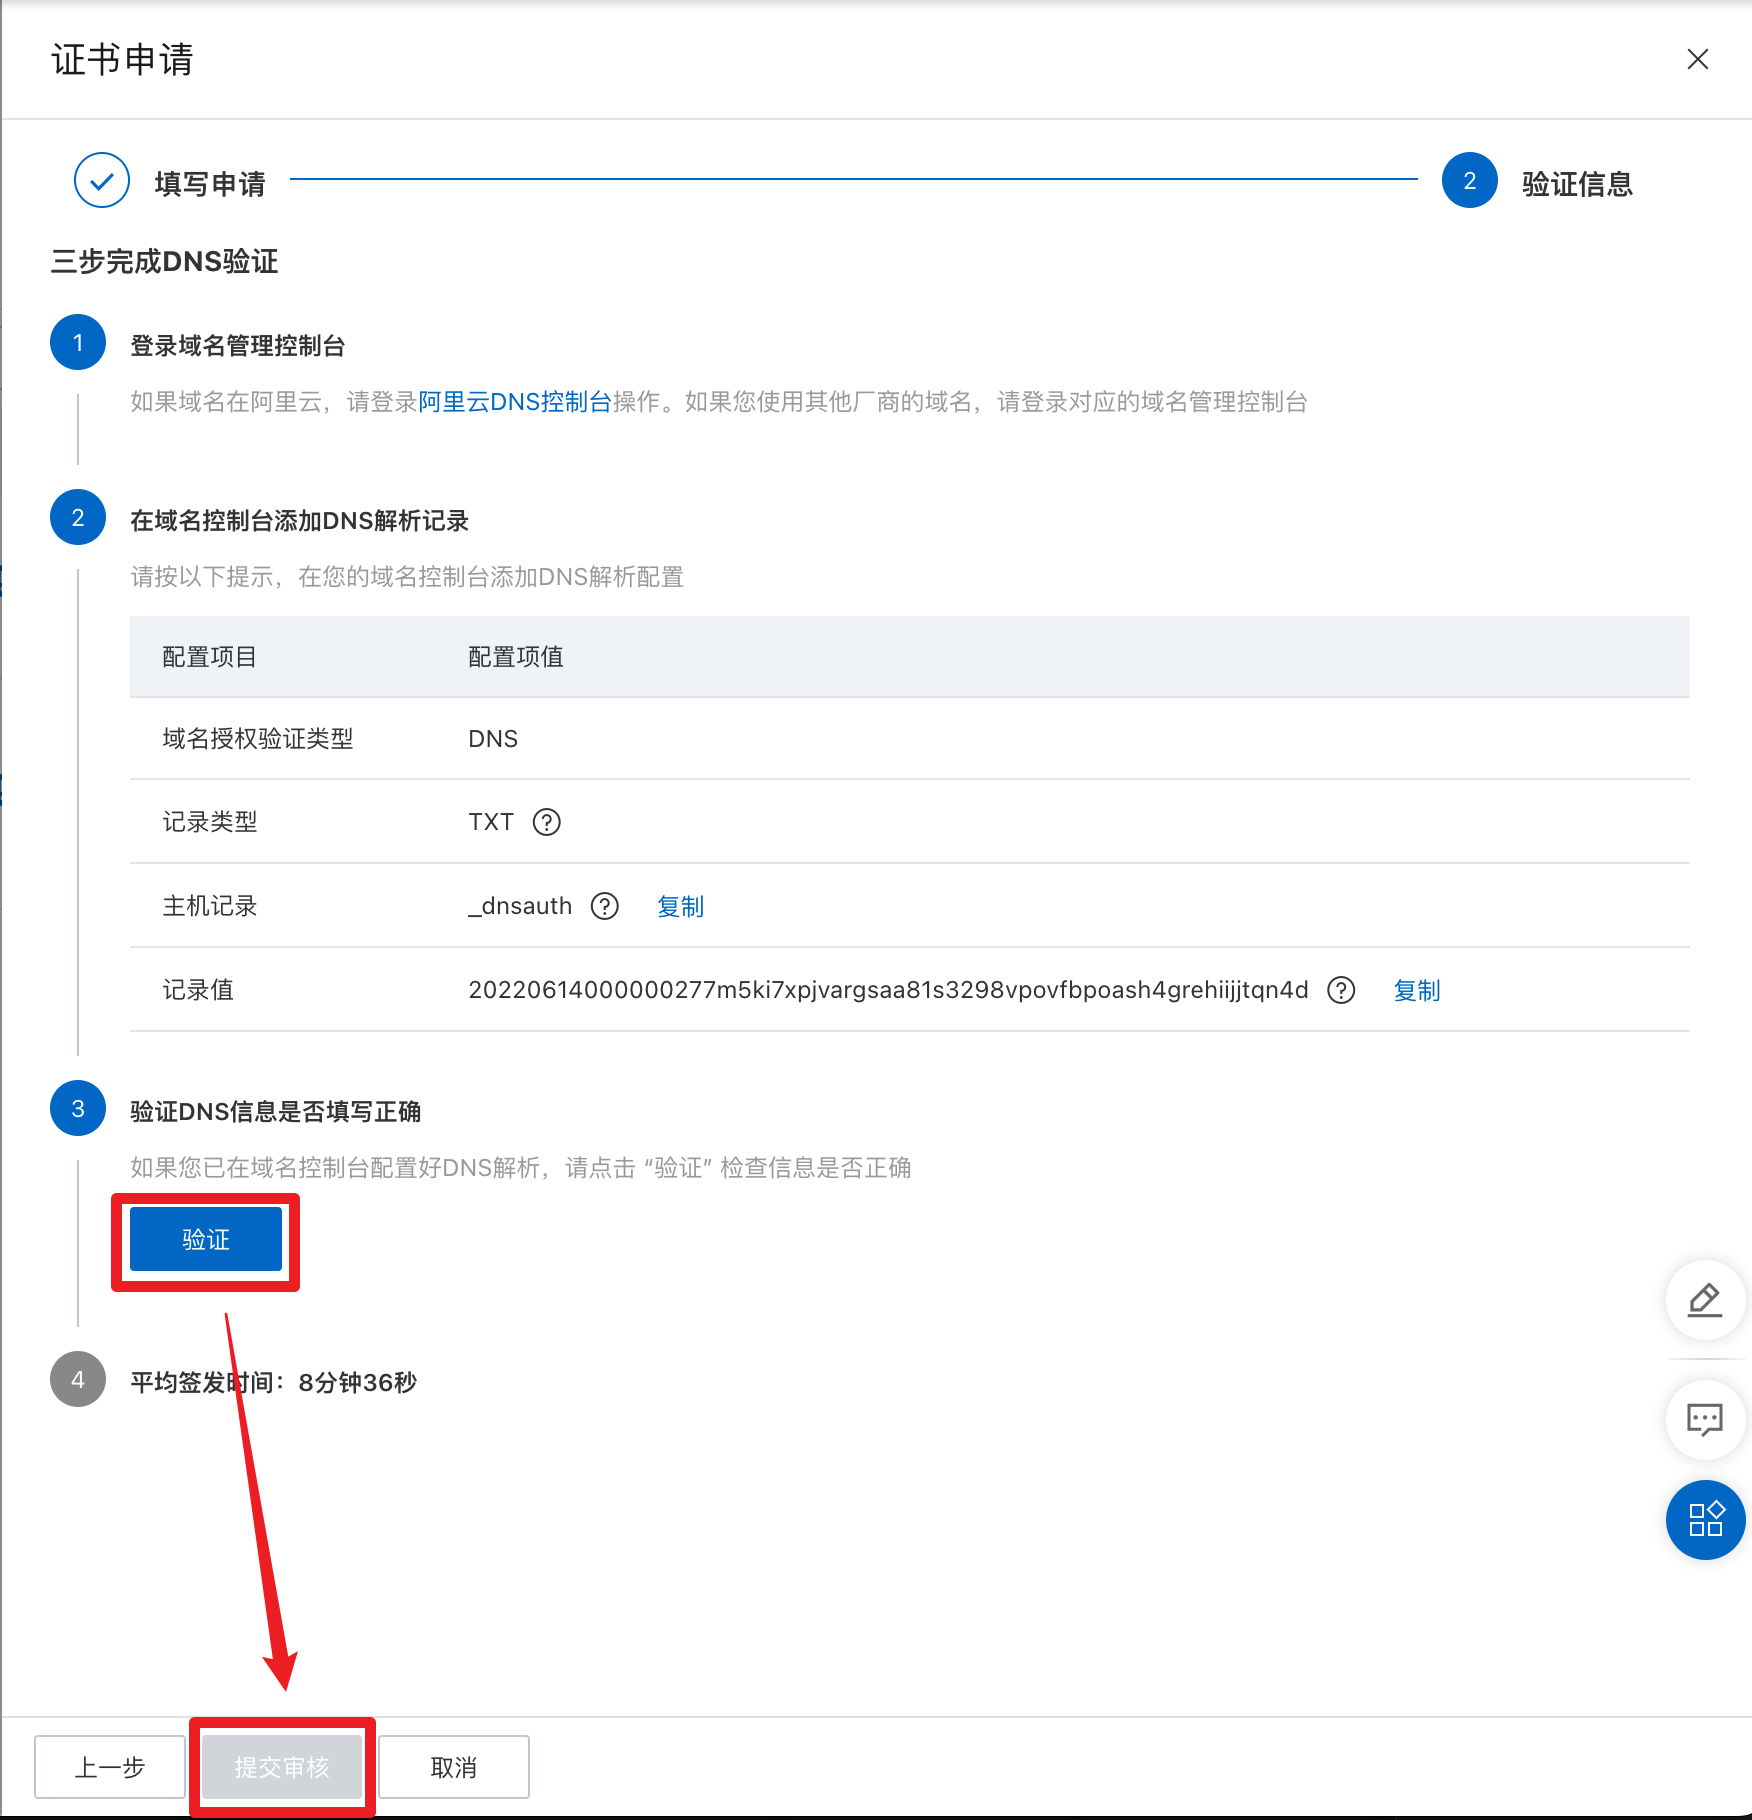 证书申请
填写申请
2 验证信息
三步完成DNS验证
1 登录域名管理控制台
如果域名在阿里云，请登录阿里云DNS控制台操作。如果您使用其他厂商的域名，请登录对应的域名管理控制台
2 在域名控制台添加DNS解析记录
请按以下提示，在您的域名控制台添加DNS解析配置
配置项目 配置项值
域名授权验证类型 DNS
记录类型 TXT ?
主机记录 _dnsauth ? 复制
记录值 20220614000000277m5ki7xpjvargsaa81s3298vpovfbpoash4grehiijjtqn4d ? 复制
3 验证DNS信息是否填写正确
如果您已在域名控制台配置好DNS解析，请点击 “验证” 检查信息是否正确
验证
4 平均签发时间：8分钟36秒
上一步 提交审核 取消